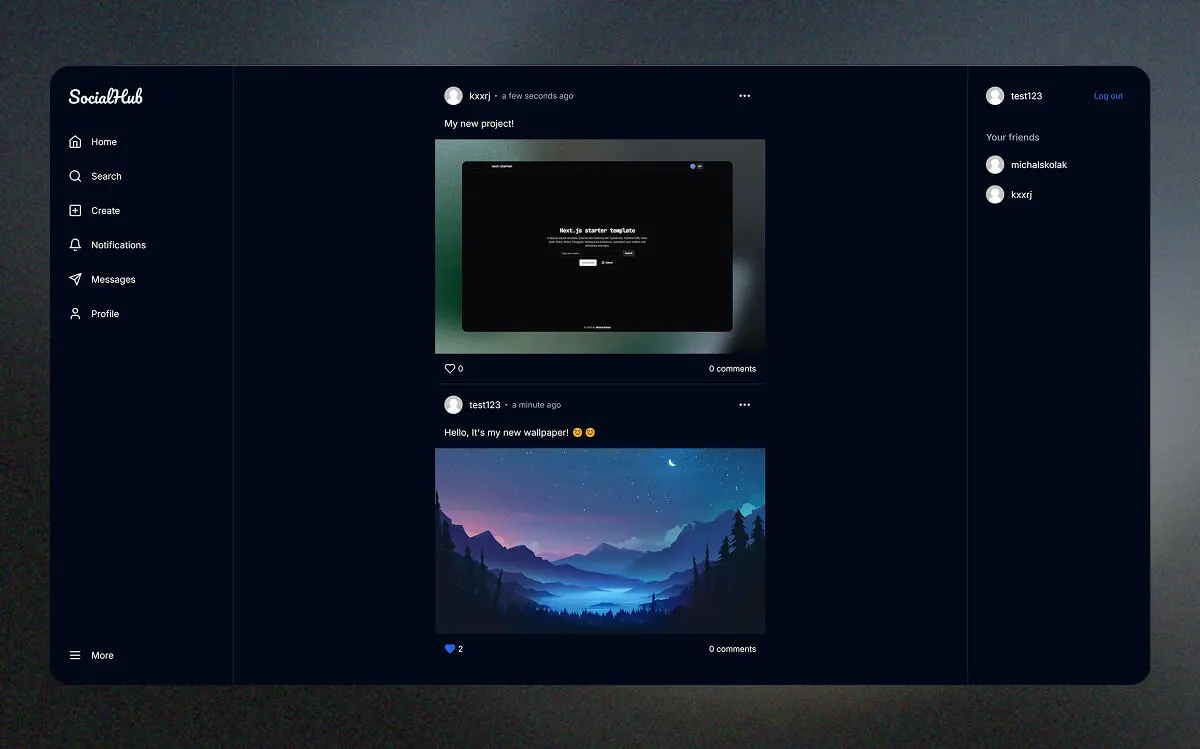 SocialHub
Home
Search
Create
Notifications
Messages
Profile
More
kxxrj • a few seconds ago
My new project!
next-starter
Next.js starter template
0
0 comments
test123 • a minute ago
Hello, It's my new wallpaper! 😊 😊
2
0 comments
test123
Log out
Your friends
michalskolak
kxxrj